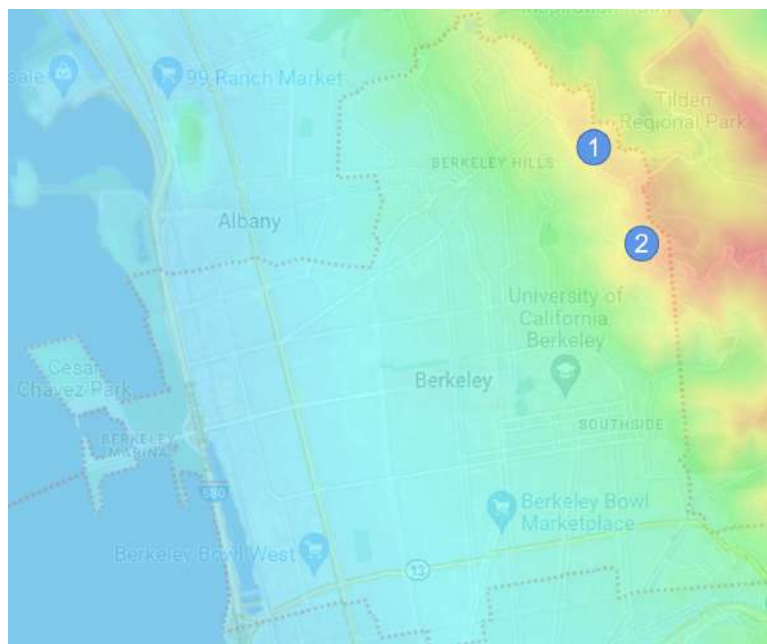 sale
99 Ranch Market
Tilden
Regional Park
1
BERKELEY HILLS
Albany
2
University of
California,
Berkeley
Cesar
Chavez Park
Berkeley
SOUTHSIDE
BERKELEY
MARINA
580
Berkeley Bowl
Marketplace
Berkeley Bowl West
13